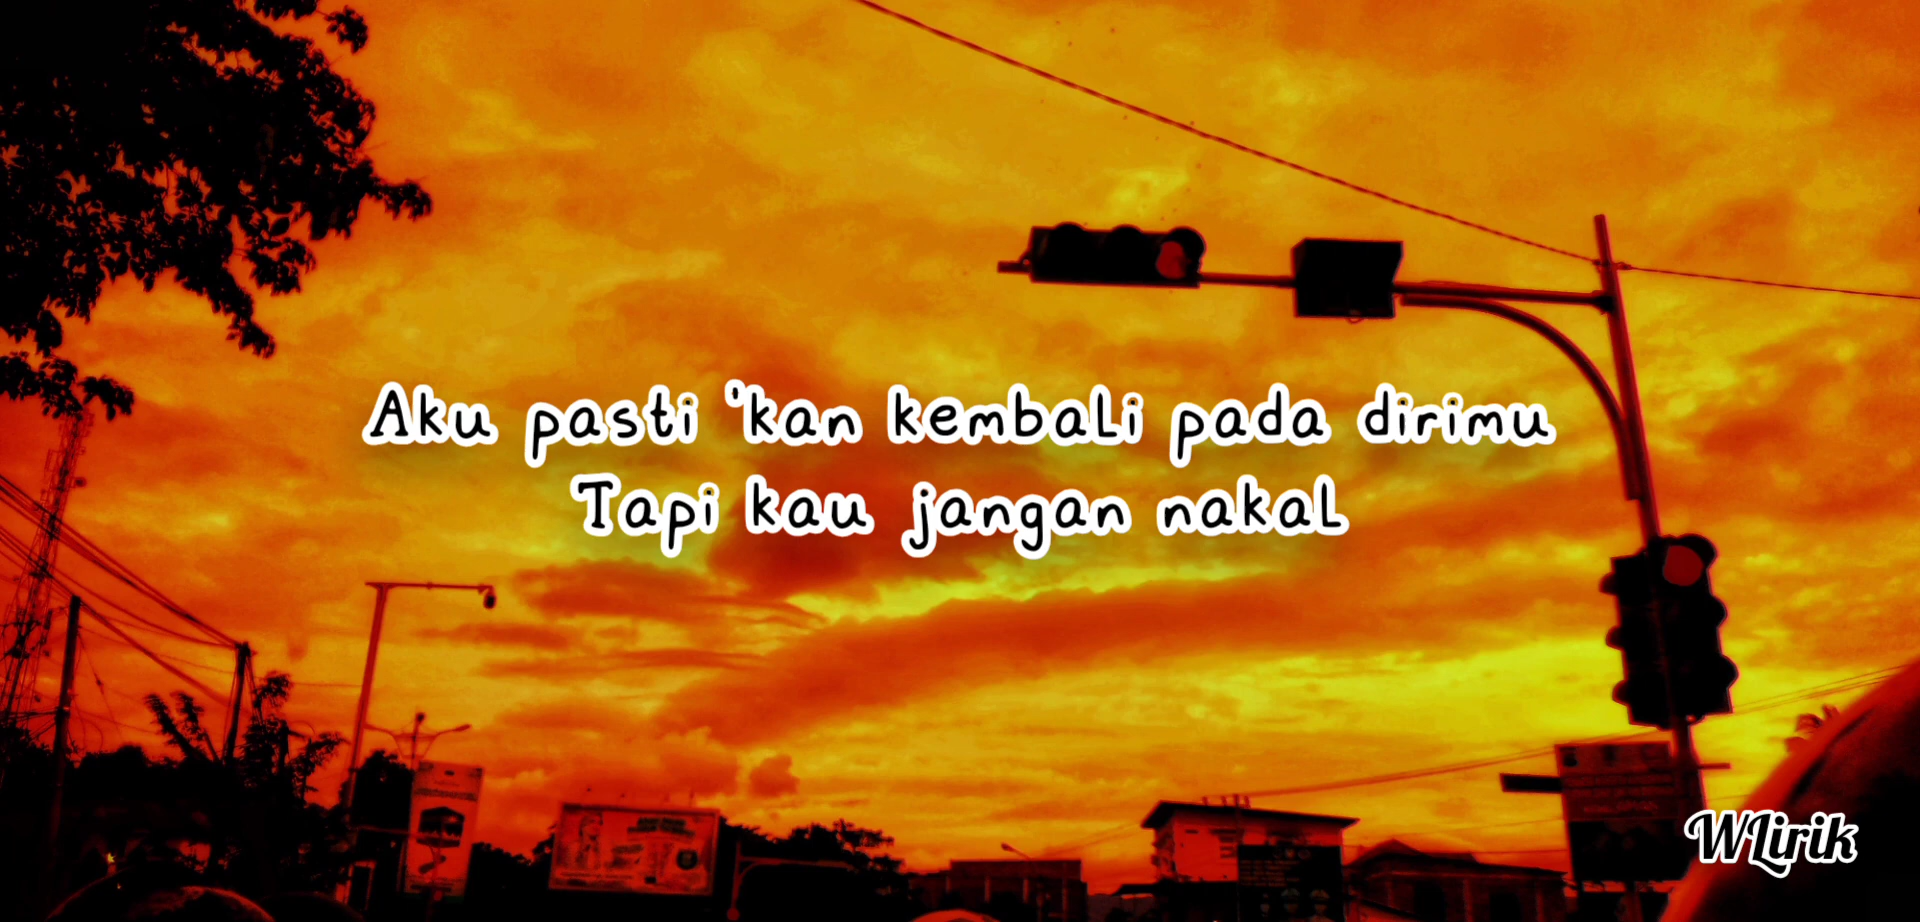 Aku pasti 'kan kembali pada dirimu
Tapi kau jangan nakal
WLirik